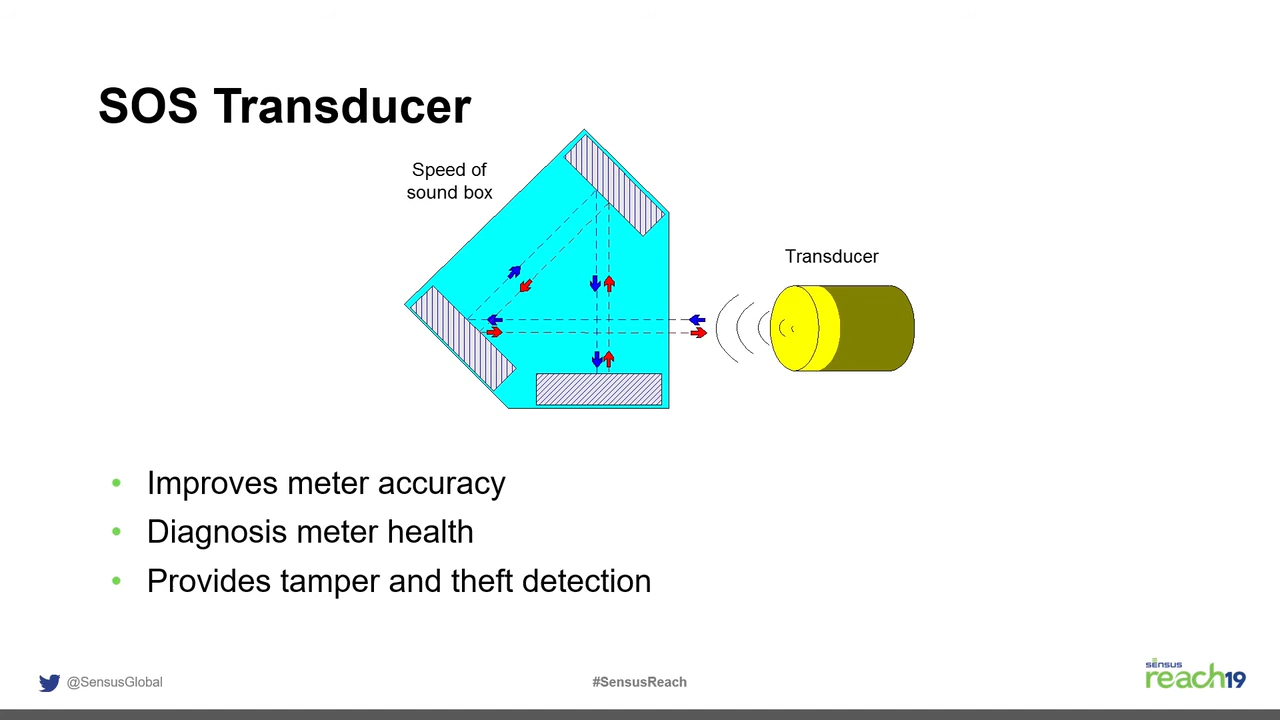 SOS Transducer
Speed of
sound box
Transducer
• Improves meter accuracy
• Diagnosis meter health
• Provides tamper and theft detection
@SensusGlobal
#SensusReach
sensus
reach19